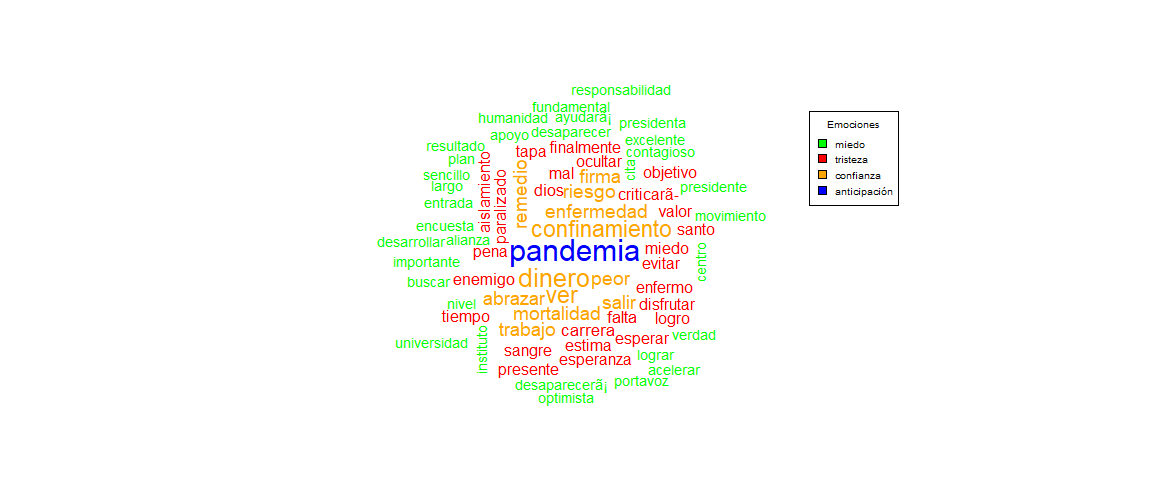 responsabilidad
fundamental
humanidad ayudarã¡ presidenta
apoyo desaparecer
excelente
resultado tapa finalmente contagioso
plan ocultar
aislamiento
sencillo paralizado remedio mal firma cita objetivo
largo dios riesgo criticarã- presidente
entrada enfermedad valor movimiento
encuesta confinamiento santo
desarrollar alianza
pena pandemia miedo
importante evitar centro
buscar enemigo dinero peor enfermo
nivel abrazar ver salir disfrutar
tiempo mortalidad falta logro
trabajo carrera
universidad instituto estima esperar verdad
sangre esperanza lograr
presente acelerar
desaparecerã¡ portavoz
optimista
Emociones
miedo
tristeza
confianza
anticipación